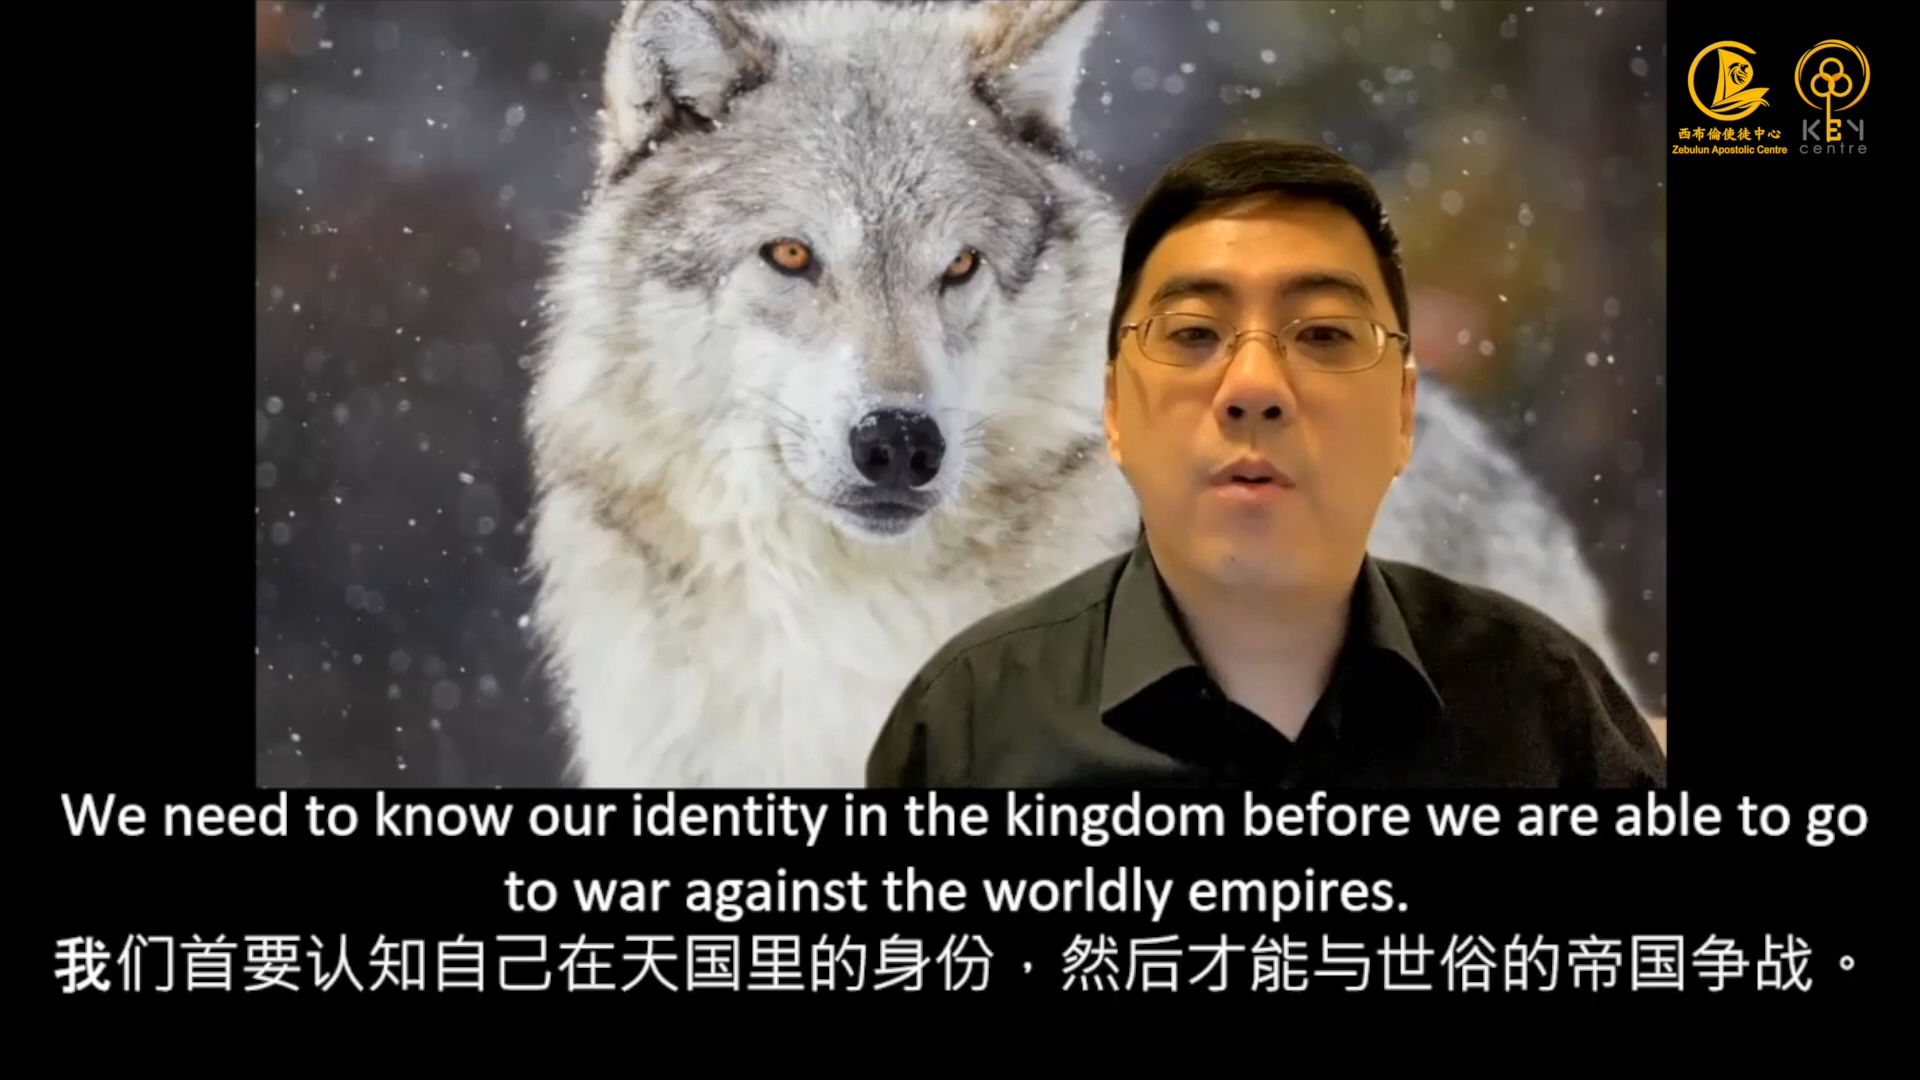 西布倫使徒中心
Zebulun Apostolic Centre
KEY
centre
We need to know our identity in the kingdom before we are able to go
to war against the worldly empires.
我们首要认知自己在天国里的身份，然后才能与世俗的帝国争战。